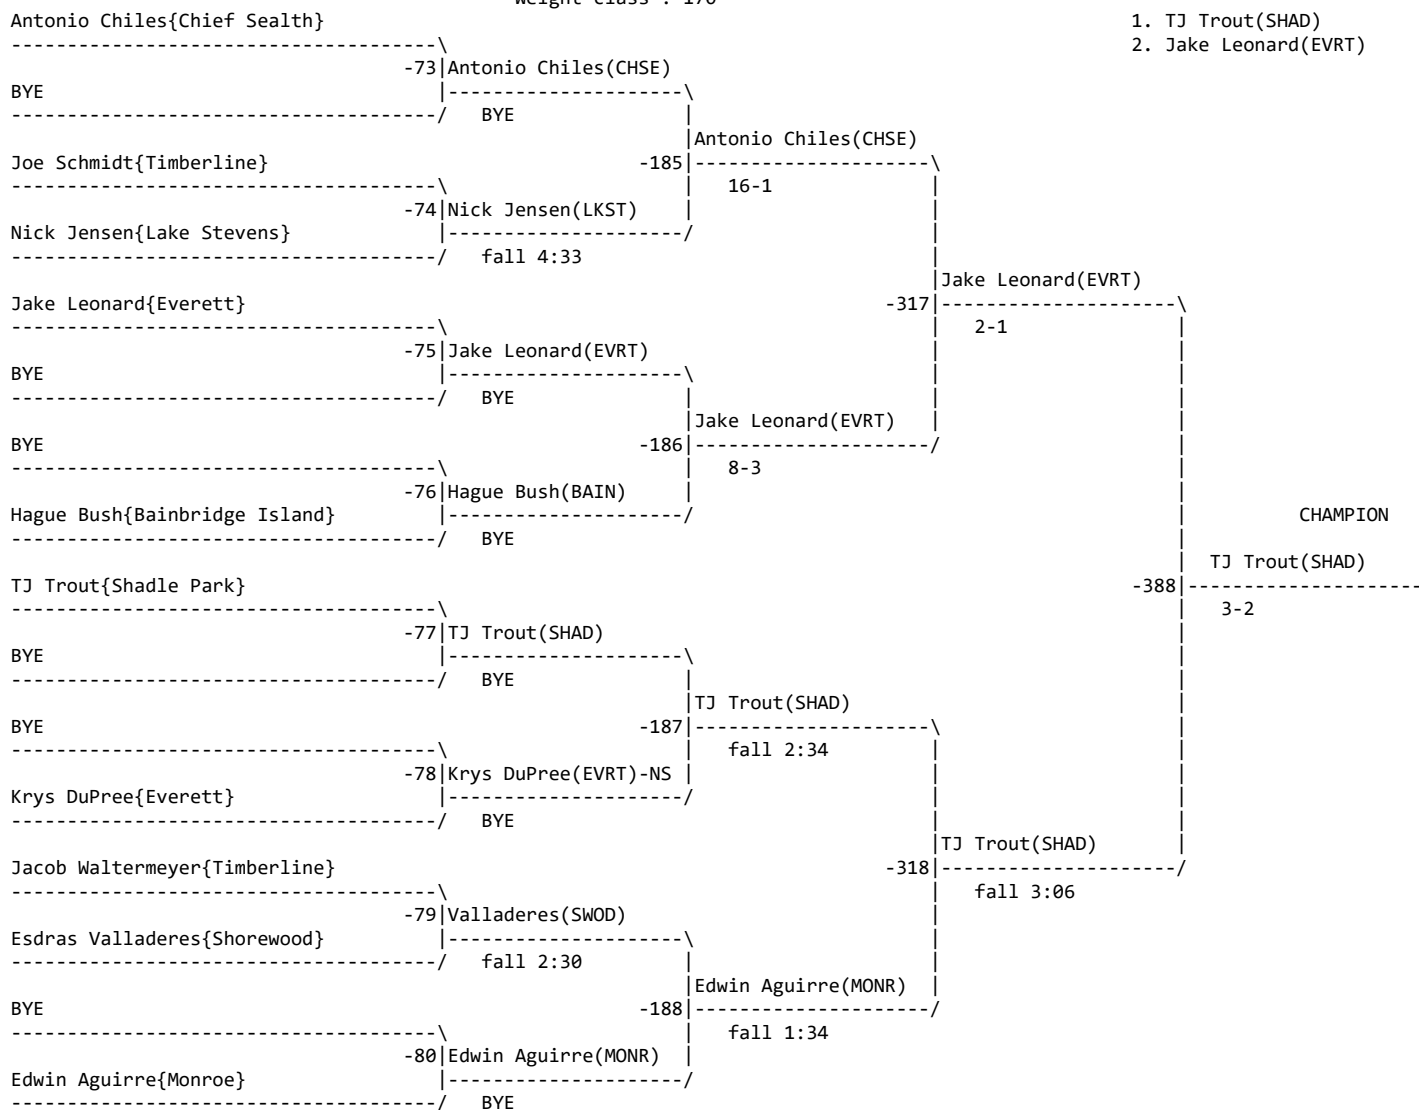 Weight Class : 170
Antonio Chiles{Chief Sealth} 1. TJ Trout(SHAD)
--------------------------------------\ 2. Jake Leonard(EVRT)
-73|Antonio Chiles(CHSE)
BYE |---------------------\
--------------------------------------/ BYE |
|Antonio Chiles(CHSE)
Joe Schmidt{Timberline} -185|---------------------\
--------------------------------------\ | 16-1 |
-74|Nick Jensen(LKST) | |
Nick Jensen{Lake Stevens} |---------------------/ |
--------------------------------------/ fall 4:33 |
|Jake Leonard(EVRT)
Jake Leonard{Everett} -317|---------------------\
--------------------------------------\ | 2-1 |
-75|Jake Leonard(EVRT) | |
BYE |---------------------\ | |
--------------------------------------/ BYE | | |
|Jake Leonard(EVRT) | |
BYE -186|---------------------/ |
--------------------------------------\ | 8-3 |
-76|Hague Bush(BAIN) | |
Hague Bush{Bainbridge Island} |---------------------/ | CHAMPION
--------------------------------------/ BYE |
| TJ Trout(SHAD)
TJ Trout{Shadle Park} -388|---------------------
--------------------------------------\ | 3-2
-77|TJ Trout(SHAD) |
BYE |---------------------\ |
--------------------------------------/ BYE | |
|TJ Trout(SHAD) |
BYE -187|---------------------\ |
--------------------------------------\ | fall 2:34 | |
-78|Krys DuPree(EVRT)-NS | | |
Krys DuPree{Everett} |---------------------/ | |
--------------------------------------/ BYE | |
|TJ Trout(SHAD) |
Jacob Waltermeyer{Timberline} -318|---------------------/
--------------------------------------\ | fall 3:06
-79|Valladeres(SWOD) |
Esdras Valladeres{Shorewood} |---------------------\ |
--------------------------------------/ fall 2:30 | |
|Edwin Aguirre(MONR) |
BYE -188|---------------------/
--------------------------------------\ | fall 1:34
-80|Edwin Aguirre(MONR) |
Edwin Aguirre{Monroe} |---------------------/
--------------------------------------/ BYE